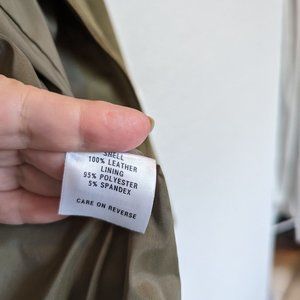 SHELL
100% LEATHER
LINING
95% POLYESTER
5% SPANDEX
CARE ON REVERSE